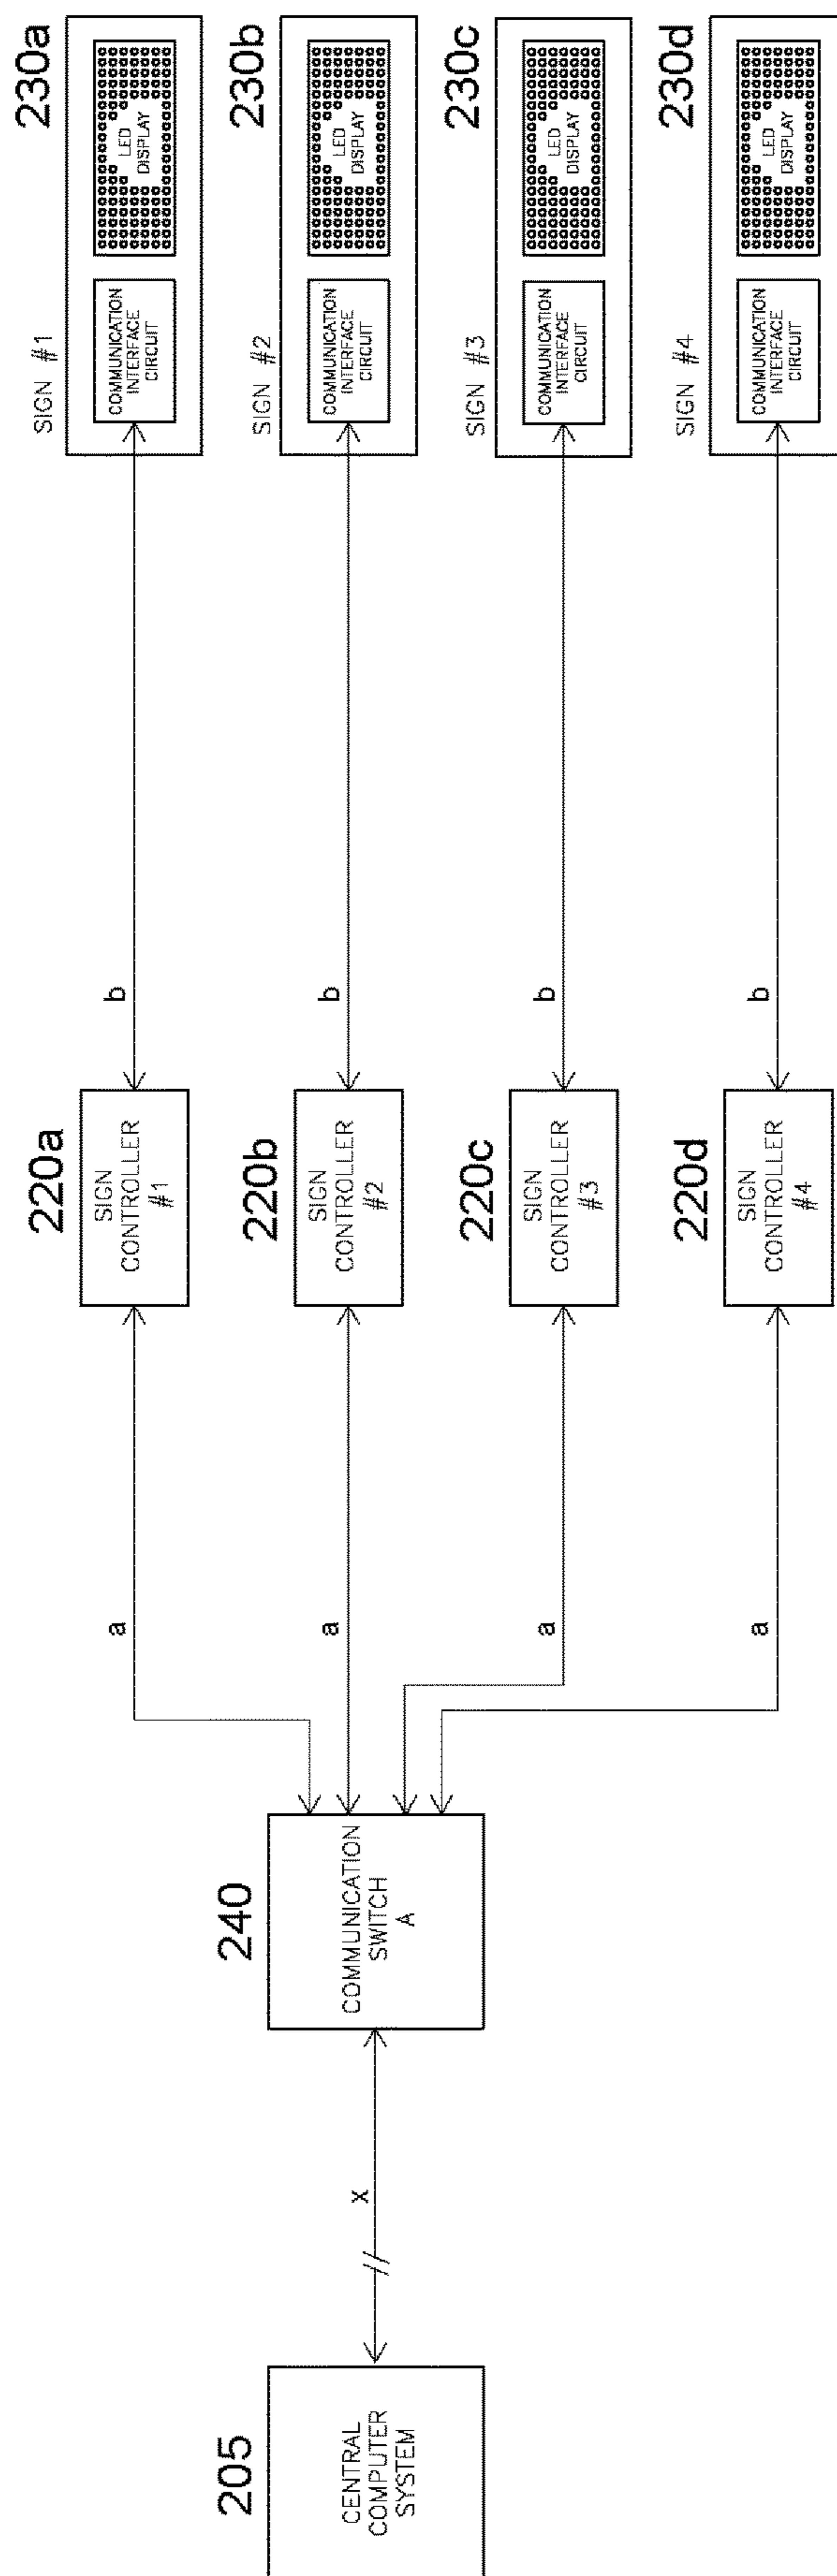 205
CENTRAL
COMPUTER
SYSTEM
x
240
COMMUNICATION
SWITCH
A
a
220a
SIGN
CONTROLLER
#1
b
SIGN #1
230a
COMMUNICATION
INTERFACE
CIRCUIT
LED
DISPLAY
a
220b
SIGN
CONTROLLER
#2
b
SIGN #2
230b
COMMUNICATION
INTERFACE
CIRCUIT
LED
DISPLAY
a
220c
SIGN
CONTROLLER
#3
b
SIGN #3
230c
COMMUNICATION
INTERFACE
CIRCUIT
LED
DISPLAY
a
220d
SIGN
CONTROLLER
#4
b
SIGN #4
230d
COMMUNICATION
INTERFACE
CIRCUIT
LED
DISPLAY